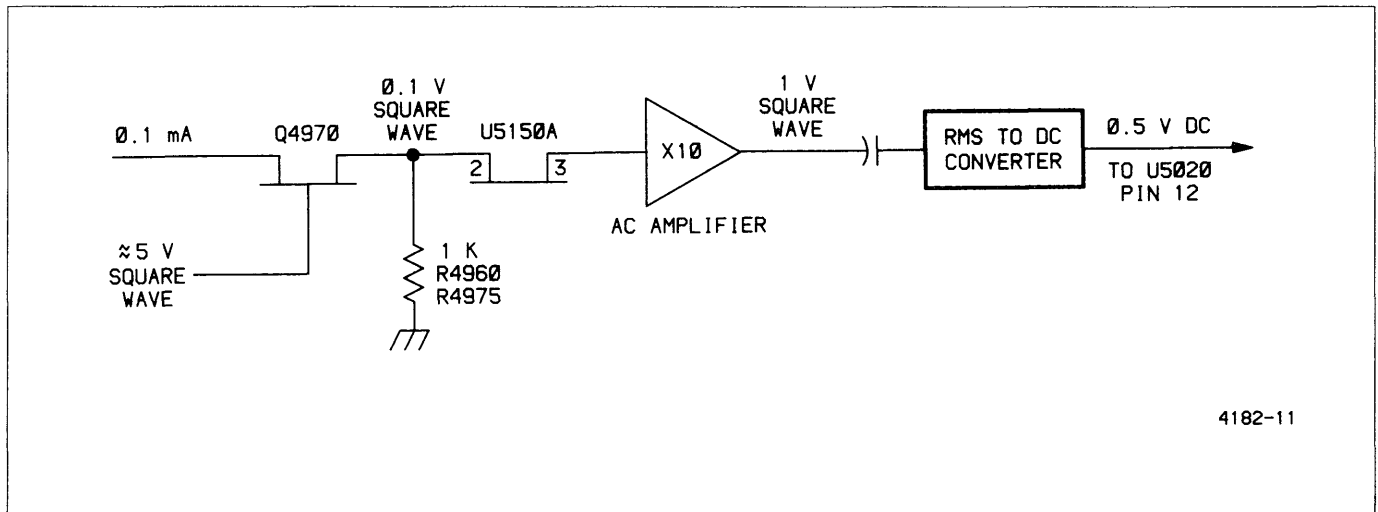 0.1 mA
Q4970
0.1 V
SQUARE
WAVE
U5150A
2
3
X10
AC AMPLIFIER
1 V
SQUARE
WAVE
RMS TO DC
CONVERTER
0.5 V DC
TO U5020
PIN 12
≈5 V
SQUARE
WAVE
1 K
R4960
R4975
4182-11